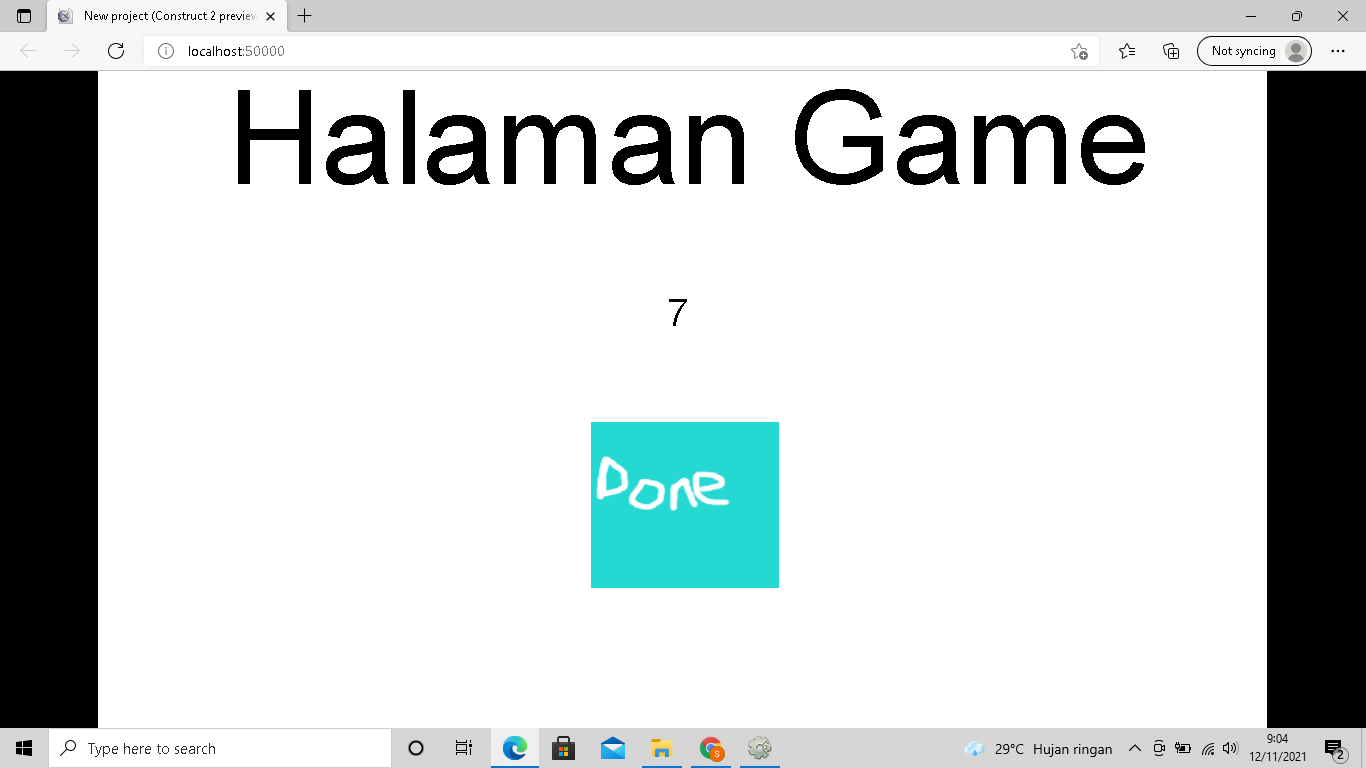 New project (Construct 2 preview
localhost:50000
Not syncing
Halaman Game
7
Done
Type here to search
29°C Hujan ringan
9:04
12/11/2021
2
S